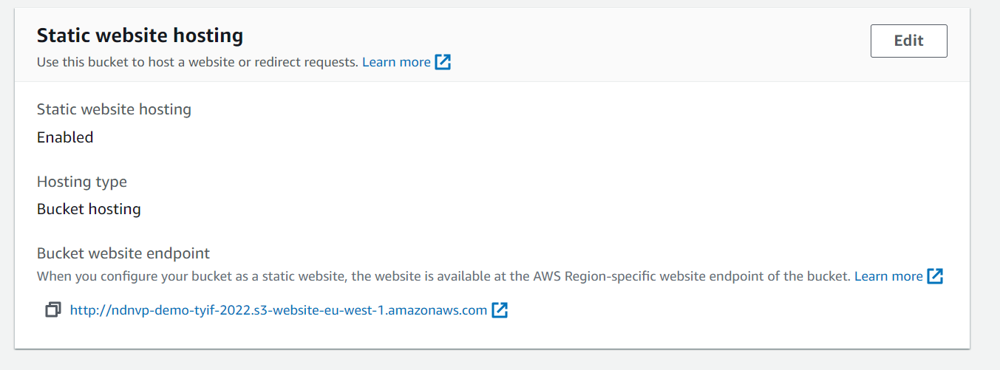 Static website hosting
Edit
Use this bucket to host a website or redirect requests. Learn more
Static website hosting
Enabled
Hosting type
Bucket hosting
Bucket website endpoint
When you configure your bucket as a static website, the website is available at the AWS Region-specific website endpoint of the bucket. Learn more
http://ndnvp-demo-tyif-2022.s3-website-eu-west-1.amazonaws.com